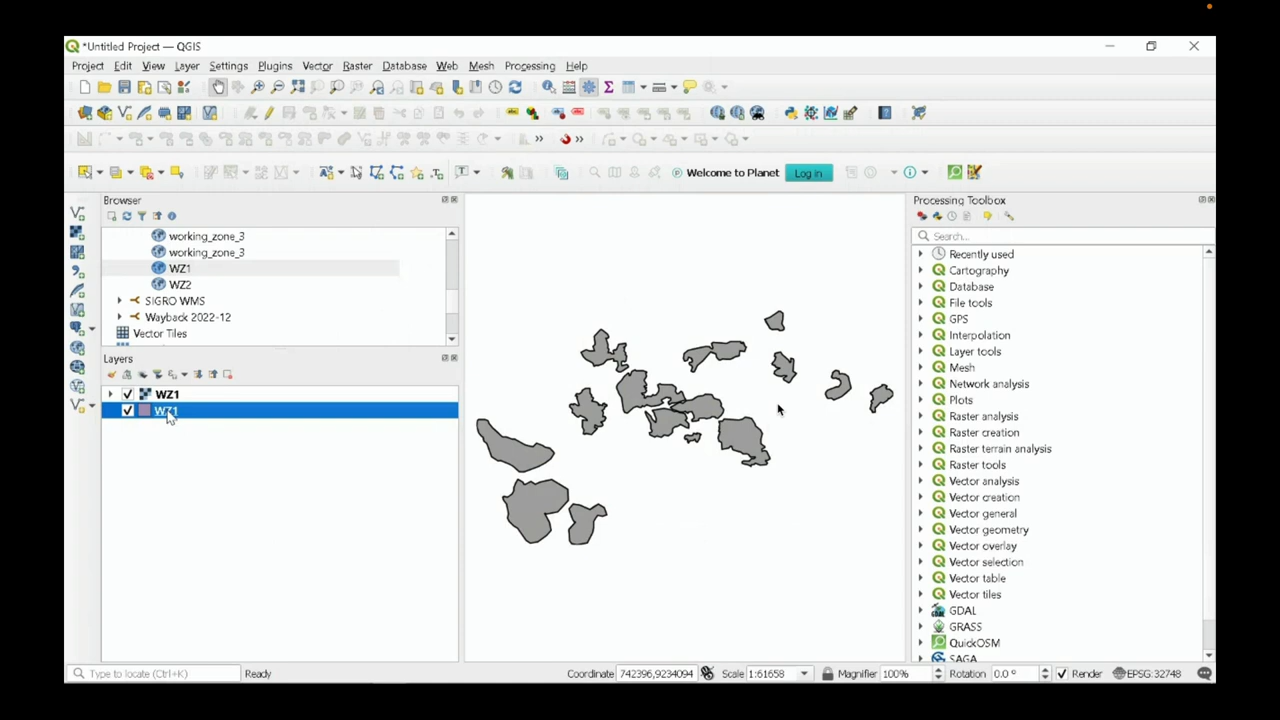 *Untitled Project — QGIS
Project Edit View Layer Settings Plugins Vector Raster Database Web Mesh Processing Help
Welcome to Planet Log in
Browser
working_zone_3
working_zone_3
WZ1
WZ2
SIGRO WMS
Wayback 2022-12
Vector Tiles
Layers
WZ1
WZ1
Processing Toolbox
Search...
Recently used
Cartography
Database
File tools
GPS
Interpolation
Layer tools
Mesh
Network analysis
Plots
Raster analysis
Raster creation
Raster terrain analysis
Raster tools
Vector analysis
Vector creation
Vector general
Vector geometry
Vector overlay
Vector selection
Vector table
Vector tiles
GDAL
GRASS
QuickOSM
SAGA
Type to locate (Ctrl+K) Ready Coordinate 742396,9234094 Scale 1:61658 Magnifier 100% Rotation 0.0 ° Render EPSG:32748